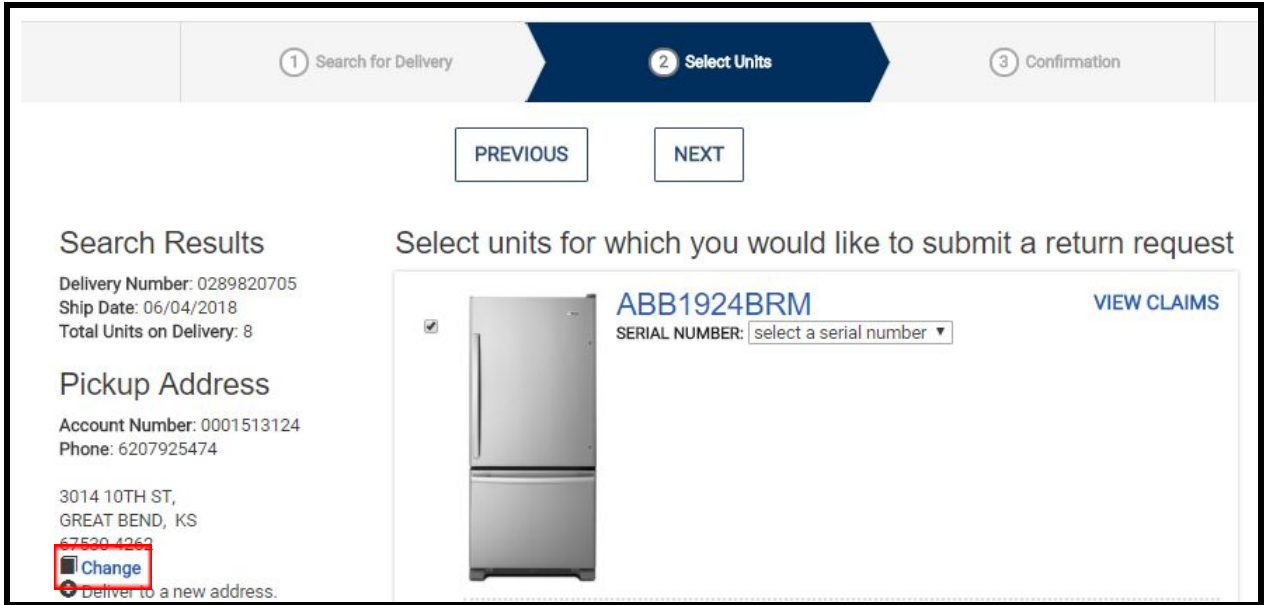 1 Search for Delivery
2 Select Units
3 Confirmation
PREVIOUS
NEXT
Search Results
Delivery Number: 0289820705
Ship Date: 06/04/2018
Total Units on Delivery: 8
Pickup Address
Account Number: 0001513124
Phone: 6207925474
3014 10TH ST,
GREAT BEND, KS
67530-4262
Change
Deliver to a new address.
Select units for which you would like to submit a return request
ABB1924BRM
VIEW CLAIMS
SERIAL NUMBER: select a serial number